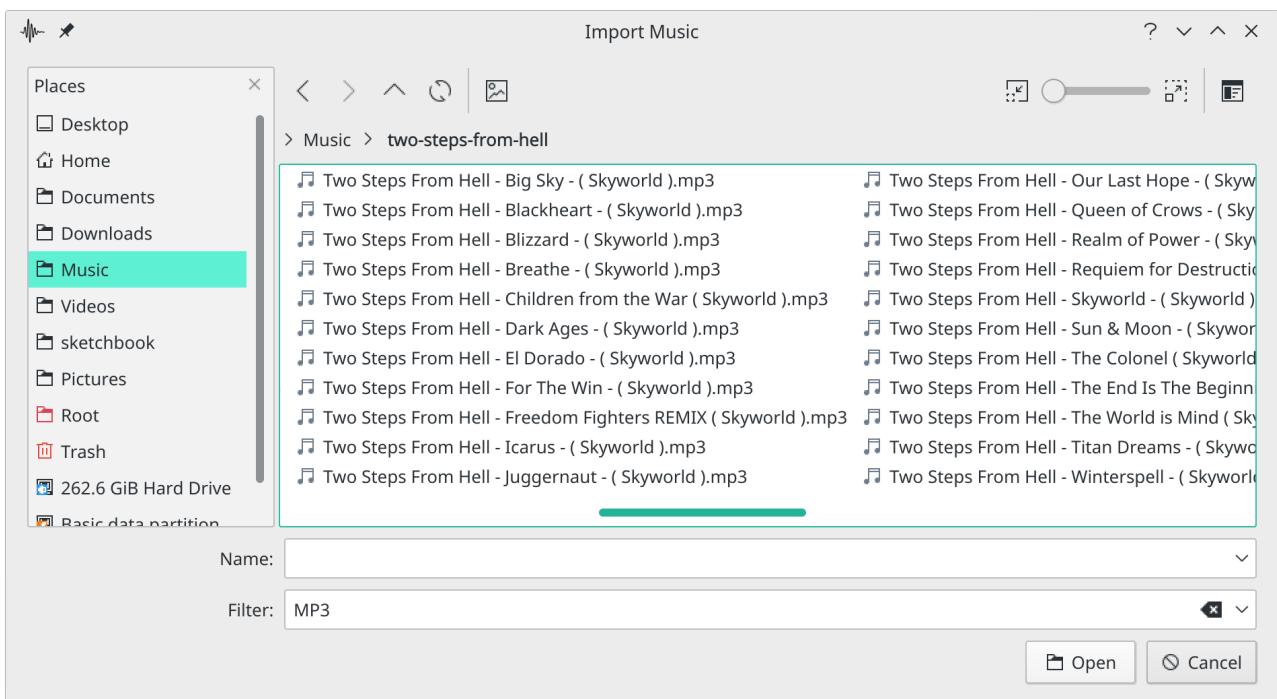 Import Music
Places
Desktop
Home
Documents
Downloads
Music
Videos
sketchbook
Pictures
Root
Trash
262.6 GiB Hard Drive
Basic data partition
> Music > two-steps-from-hell
Two Steps From Hell - Big Sky - ( Skyworld ).mp3
Two Steps From Hell - Blackheart - ( Skyworld ).mp3
Two Steps From Hell - Blizzard - ( Skyworld ).mp3
Two Steps From Hell - Breathe - ( Skyworld ).mp3
Two Steps From Hell - Children from the War ( Skyworld ).mp3
Two Steps From Hell - Dark Ages - ( Skyworld ).mp3
Two Steps From Hell - El Dorado - ( Skyworld ).mp3
Two Steps From Hell - For The Win - ( Skyworld ).mp3
Two Steps From Hell - Freedom Fighters REMIX ( Skyworld ).mp3
Two Steps From Hell - Icarus - ( Skyworld ).mp3
Two Steps From Hell - Juggernaut - ( Skyworld ).mp3
Two Steps From Hell - Our Last Hope - ( Skyw
Two Steps From Hell - Queen of Crows - ( Sky
Two Steps From Hell - Realm of Power - ( Sky
Two Steps From Hell - Requiem for Destructi
Two Steps From Hell - Skyworld - ( Skyworld )
Two Steps From Hell - Sun & Moon - ( Skywor
Two Steps From Hell - The Colonel ( Skyworld
Two Steps From Hell - The End Is The Beginn
Two Steps From Hell - The World is Mind ( Sky
Two Steps From Hell - Titan Dreams - ( Skywo
Two Steps From Hell - Winterspell - ( Skyworl
Name:
Filter: MP3
Open
Cancel